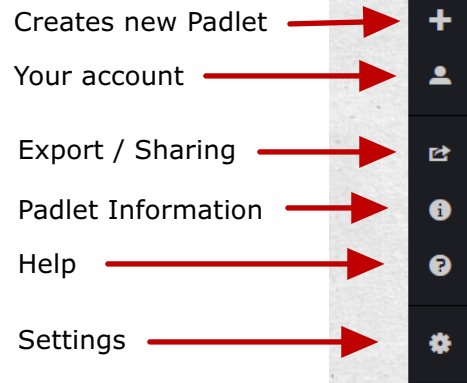 Creates new Padlet
Your account
Export / Sharing
Padlet Information
Help
Settings